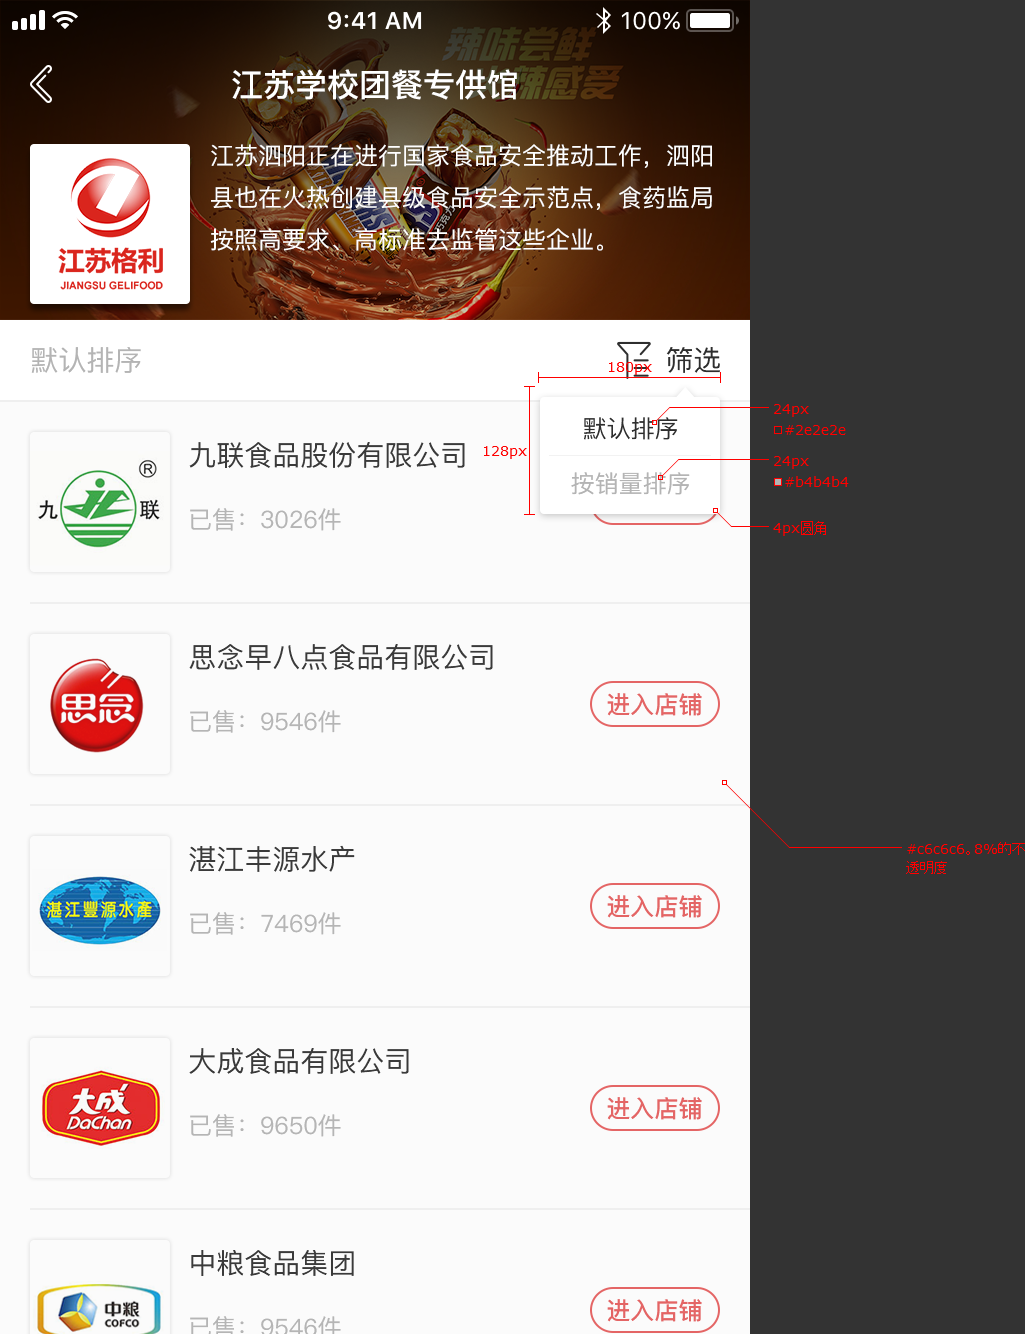 9:41 AM
100%
辣味尝鲜
辣感受
江苏学校团餐专供馆
江苏泗阳正在进行国家食品安全推动工作，泗阳
县也在火热创建县级食品安全示范点，食药监局
按照高要求、高标准去监管这些企业。
江苏格利
JIANGSU GELIFOOD
默认排序
筛选
180px
128px
默认排序
按销量排序
24px
#2e2e2e
24px
#b4b4b4
4px圆角
九联食品股份有限公司
已售：3026件
九 联
®
思念早八点食品有限公司
已售：9546件
进入店铺
思念
#c6c6c6。8%的不
透明度
湛江丰源水产
已售：7469件
进入店铺
湛江豐源水產
大成食品有限公司
已售：9650件
进入店铺
大成
DaChan
中粮食品集团
已售：9546件
进入店铺
中粮
COFCO